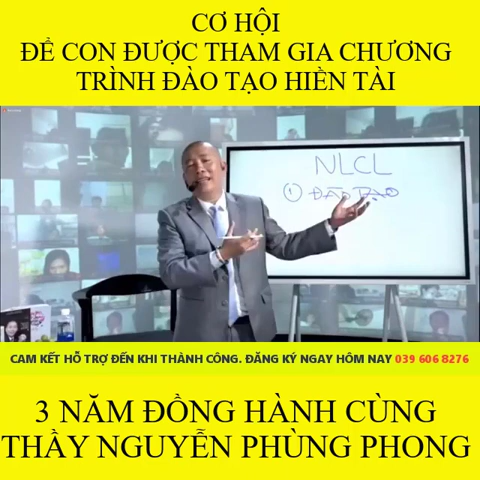 CƠ HỘI
ĐỂ CON ĐƯỢC THAM GIA CHƯƠNG
TRÌNH ĐÀO TẠO HIỀN TÀI
NLCL
① ĐÀO TẠO
CAM KẾT HỖ TRỢ ĐẾN KHI THÀNH CÔNG. ĐĂNG KÝ NGAY HÔM NAY 039 606 8276
3 NĂM ĐỒNG HÀNH CÙNG
THẦY NGUYỄN PHÙNG PHONG